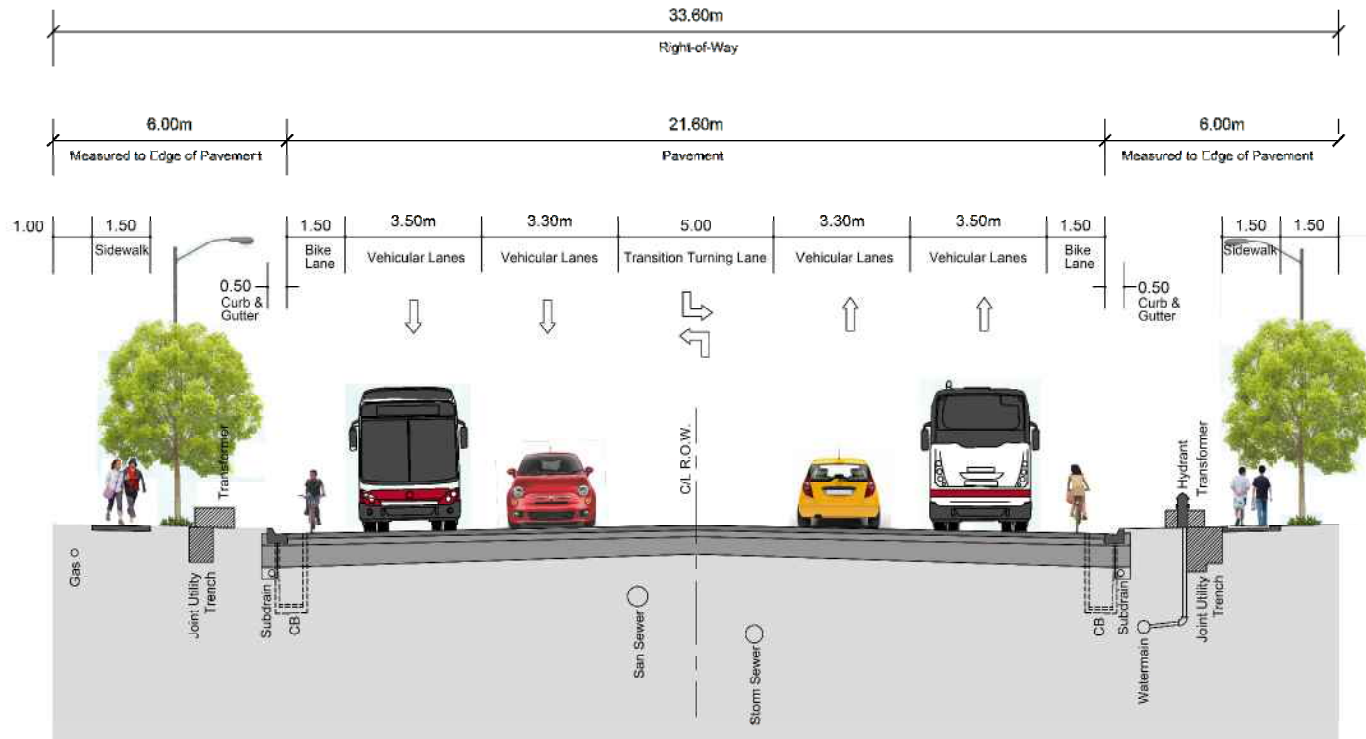 33.60m
Right-of-Way
6.00m
21.60m
6.00m
Measured to Edge of Pavement
Pavement
Measured to Edge of Pavement
1.00
1.50
1.50
3.50m
3.30m
5.00
3.30m
3.50m
1.50
1.50
1.50
Sidewalk
Bike
Lane
Vehicular Lanes
Vehicular Lanes
Transition Turning Lane
Vehicular Lanes
Vehicular Lanes
Bike
Lane
Sidewalk
0.50
Curb &
Gutter
0.50
Curb &
Gutter
Transformer
C/L R.O.W.
Hydrant
Transformer
Gas
Joint Utility
Trench
Subdrain
CB
San Sewer
Storm Sewer
CB
Subdrain
Watermain
Joint Utility
Trench